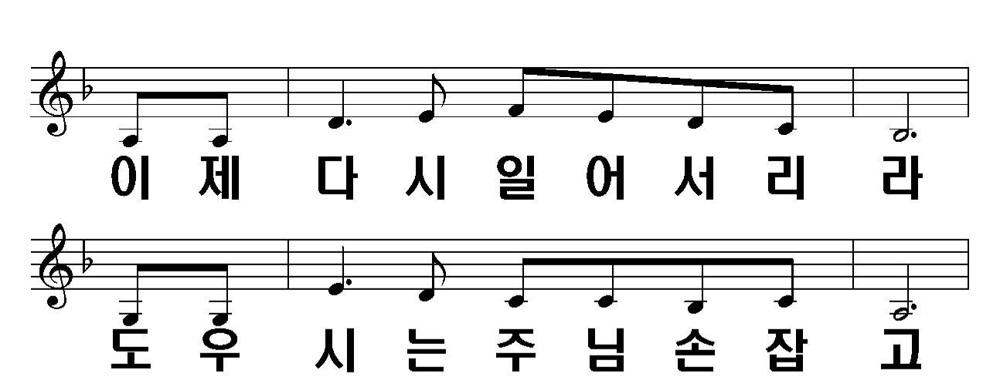 이 제 다 시 일 어 서 리 라
도 우 시 는 주 님 손 잡 고